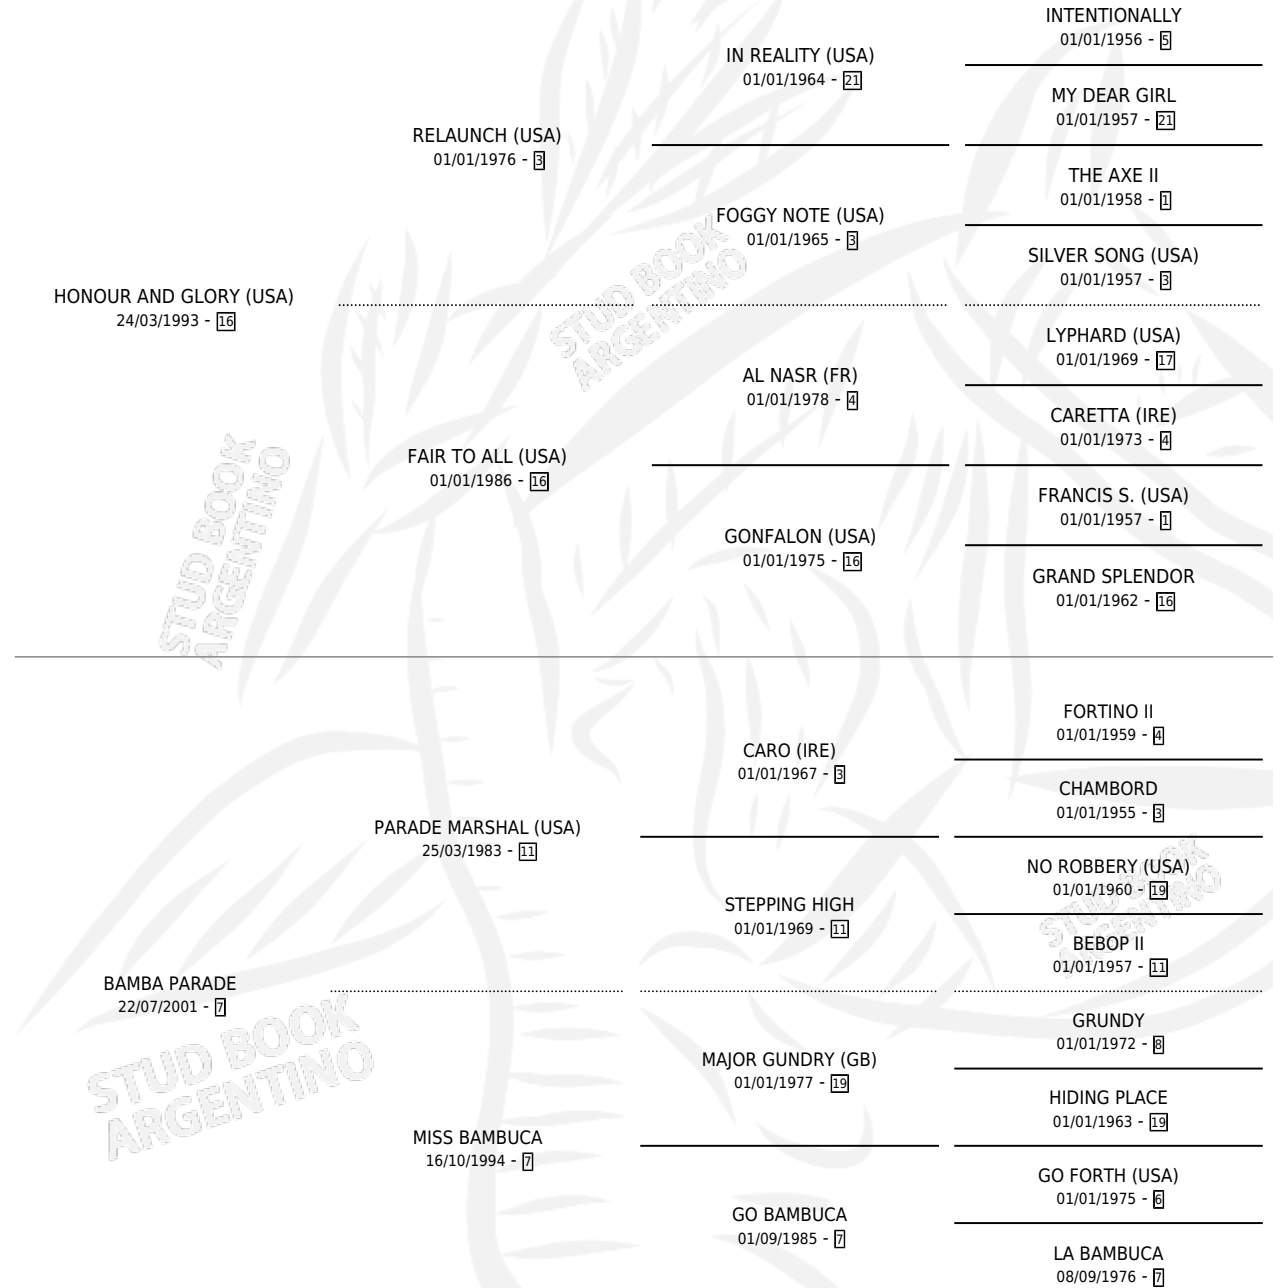 INTENTIONALLY
01/01/1956 - 5
IN REALITY (USA)
01/01/1964 - 21
MY DEAR GIRL
01/01/1957 - 21
RELAUNCH (USA)
01/01/1976 - 3
THE AXE II
01/01/1958 - 1
FOGGY NOTE (USA)
01/01/1965 - 3
SILVER SONG (USA)
01/01/1957 - 3
HONOUR AND GLORY (USA)
24/03/1993 - 16
STUD BOOK
ARGENTINO
LYPHARD (USA)
01/01/1969 - 17
AL NASR (FR)
01/01/1978 - 4
CARETTA (IRE)
01/01/1973 - 4
FAIR TO ALL (USA)
01/01/1986 - 16
FRANCIS S. (USA)
01/01/1957 - 1
GONFALON (USA)
01/01/1975 - 16
GRAND SPLENDOR
01/01/1962 - 16
STUD BOOK
ARGENTINO
FORTINO II
01/01/1959 - 4
CARO (IRE)
01/01/1967 - 3
CHAMBORD
01/01/1955 - 3
PARADE MARSHAL (USA)
25/03/1983 - 11
NO ROBBERY (USA)
01/01/1960 - 19
STEPPING HIGH
01/01/1969 - 11
STUD BOOK
ARGENTINO
BEBOP II
01/01/1957 - 11
BAMBA PARADE
22/07/2001 - 7
GRUNDY
01/01/1972 - 8
MAJOR GUNDRY (GB)
01/01/1977 - 19
STUD BOOK
ARGENTINO
HIDING PLACE
01/01/1963 - 19
MISS BAMBUCA
16/10/1994 - 7
GO FORTH (USA)
01/01/1975 - 6
GO BAMBUCA
01/09/1985 - 7
LA BAMBUCA
08/09/1976 - 7